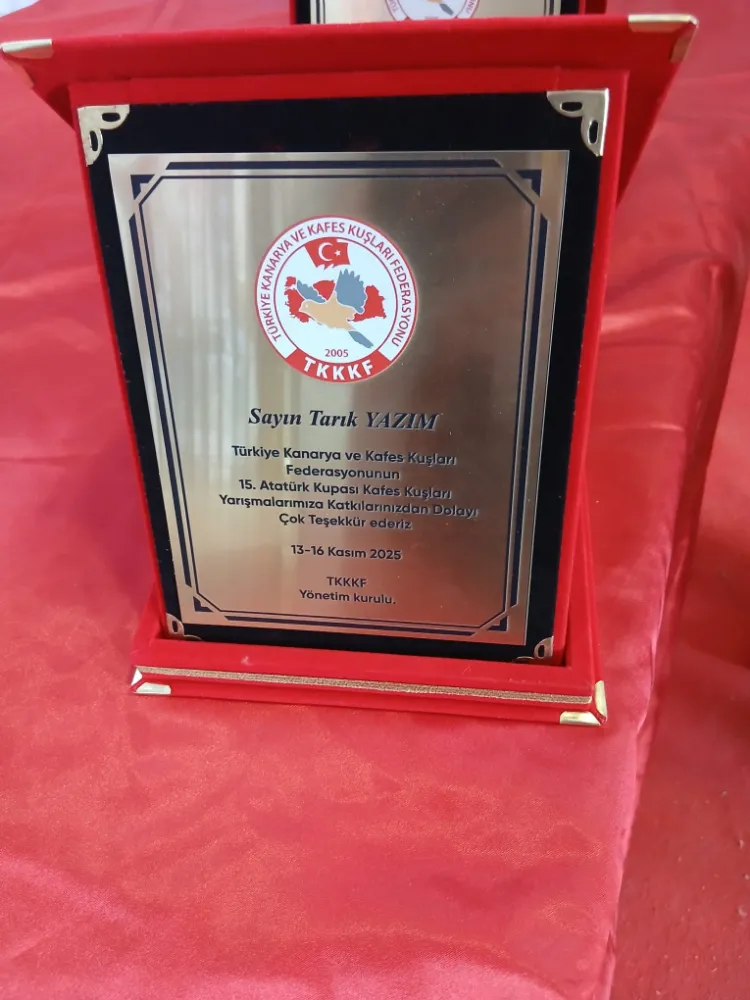 TÜRKİYE KANARYA VE KAFES KUŞLARI FEDERASYONU
2005
TKKKF
Sayın Tarık YAZIM
Türkiye Kanarya ve Kafes Kuşları
Federasyonunun
15. Atatürk Kupası Kafes Kuşları
Yarışmalarımıza Katkılarınızdan Dolayı
Çok Teşekkür ederiz
13-16 Kasım 2025
TKKKF
Yönetim kurulu.